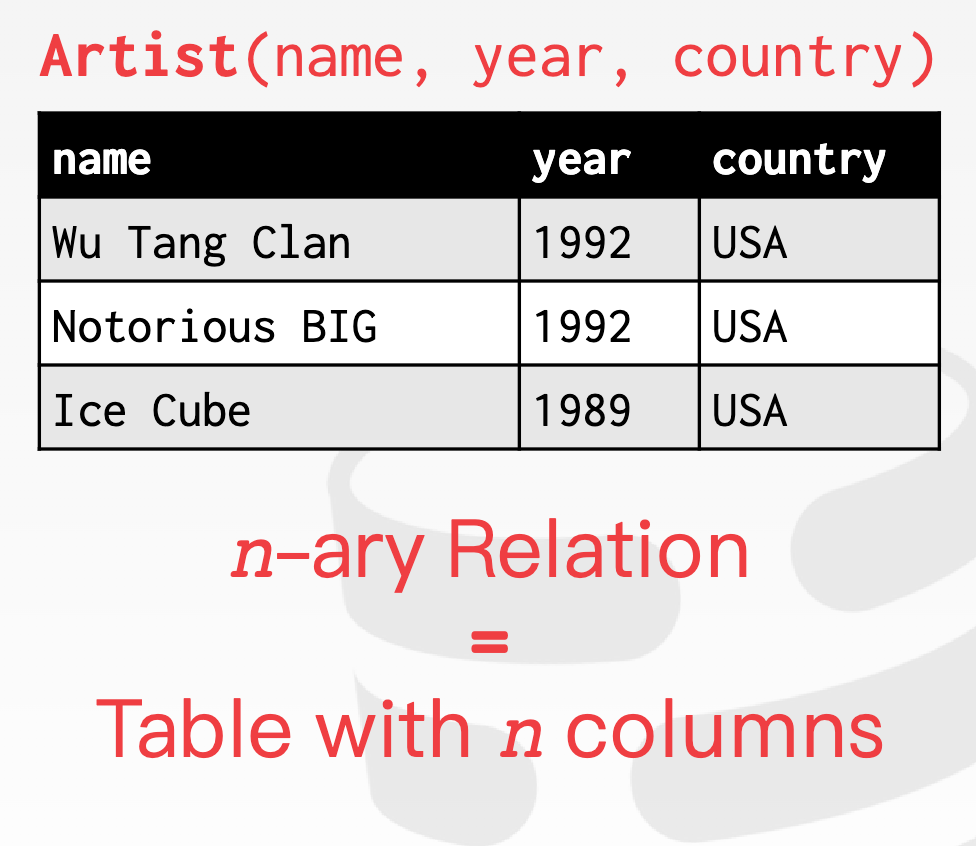 Artist(name, year, country)
name year country
Wu Tang Clan 1992 USA
Notorious BIG 1992 USA
Ice Cube 1989 USA
n–ary Relation
=
Table with n columns